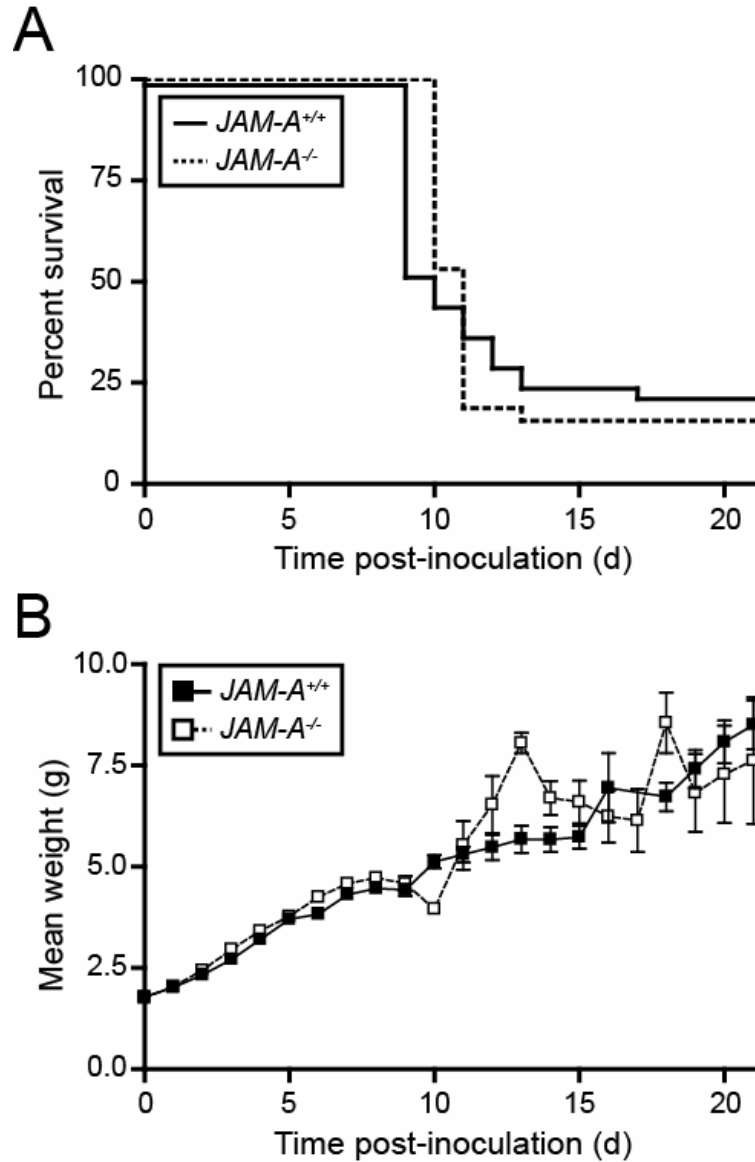 A
100
75
50
25
0
Percent survival
JAM-A+/+
JAM-A-/-
0 5 10 15 20
Time post-inoculation (d)
B
10.0
7.5
5.0
2.5
0.0
Mean weight (g)
JAM-A+/+
JAM-A-/-
0 5 10 15 20
Time post-inoculation (d)